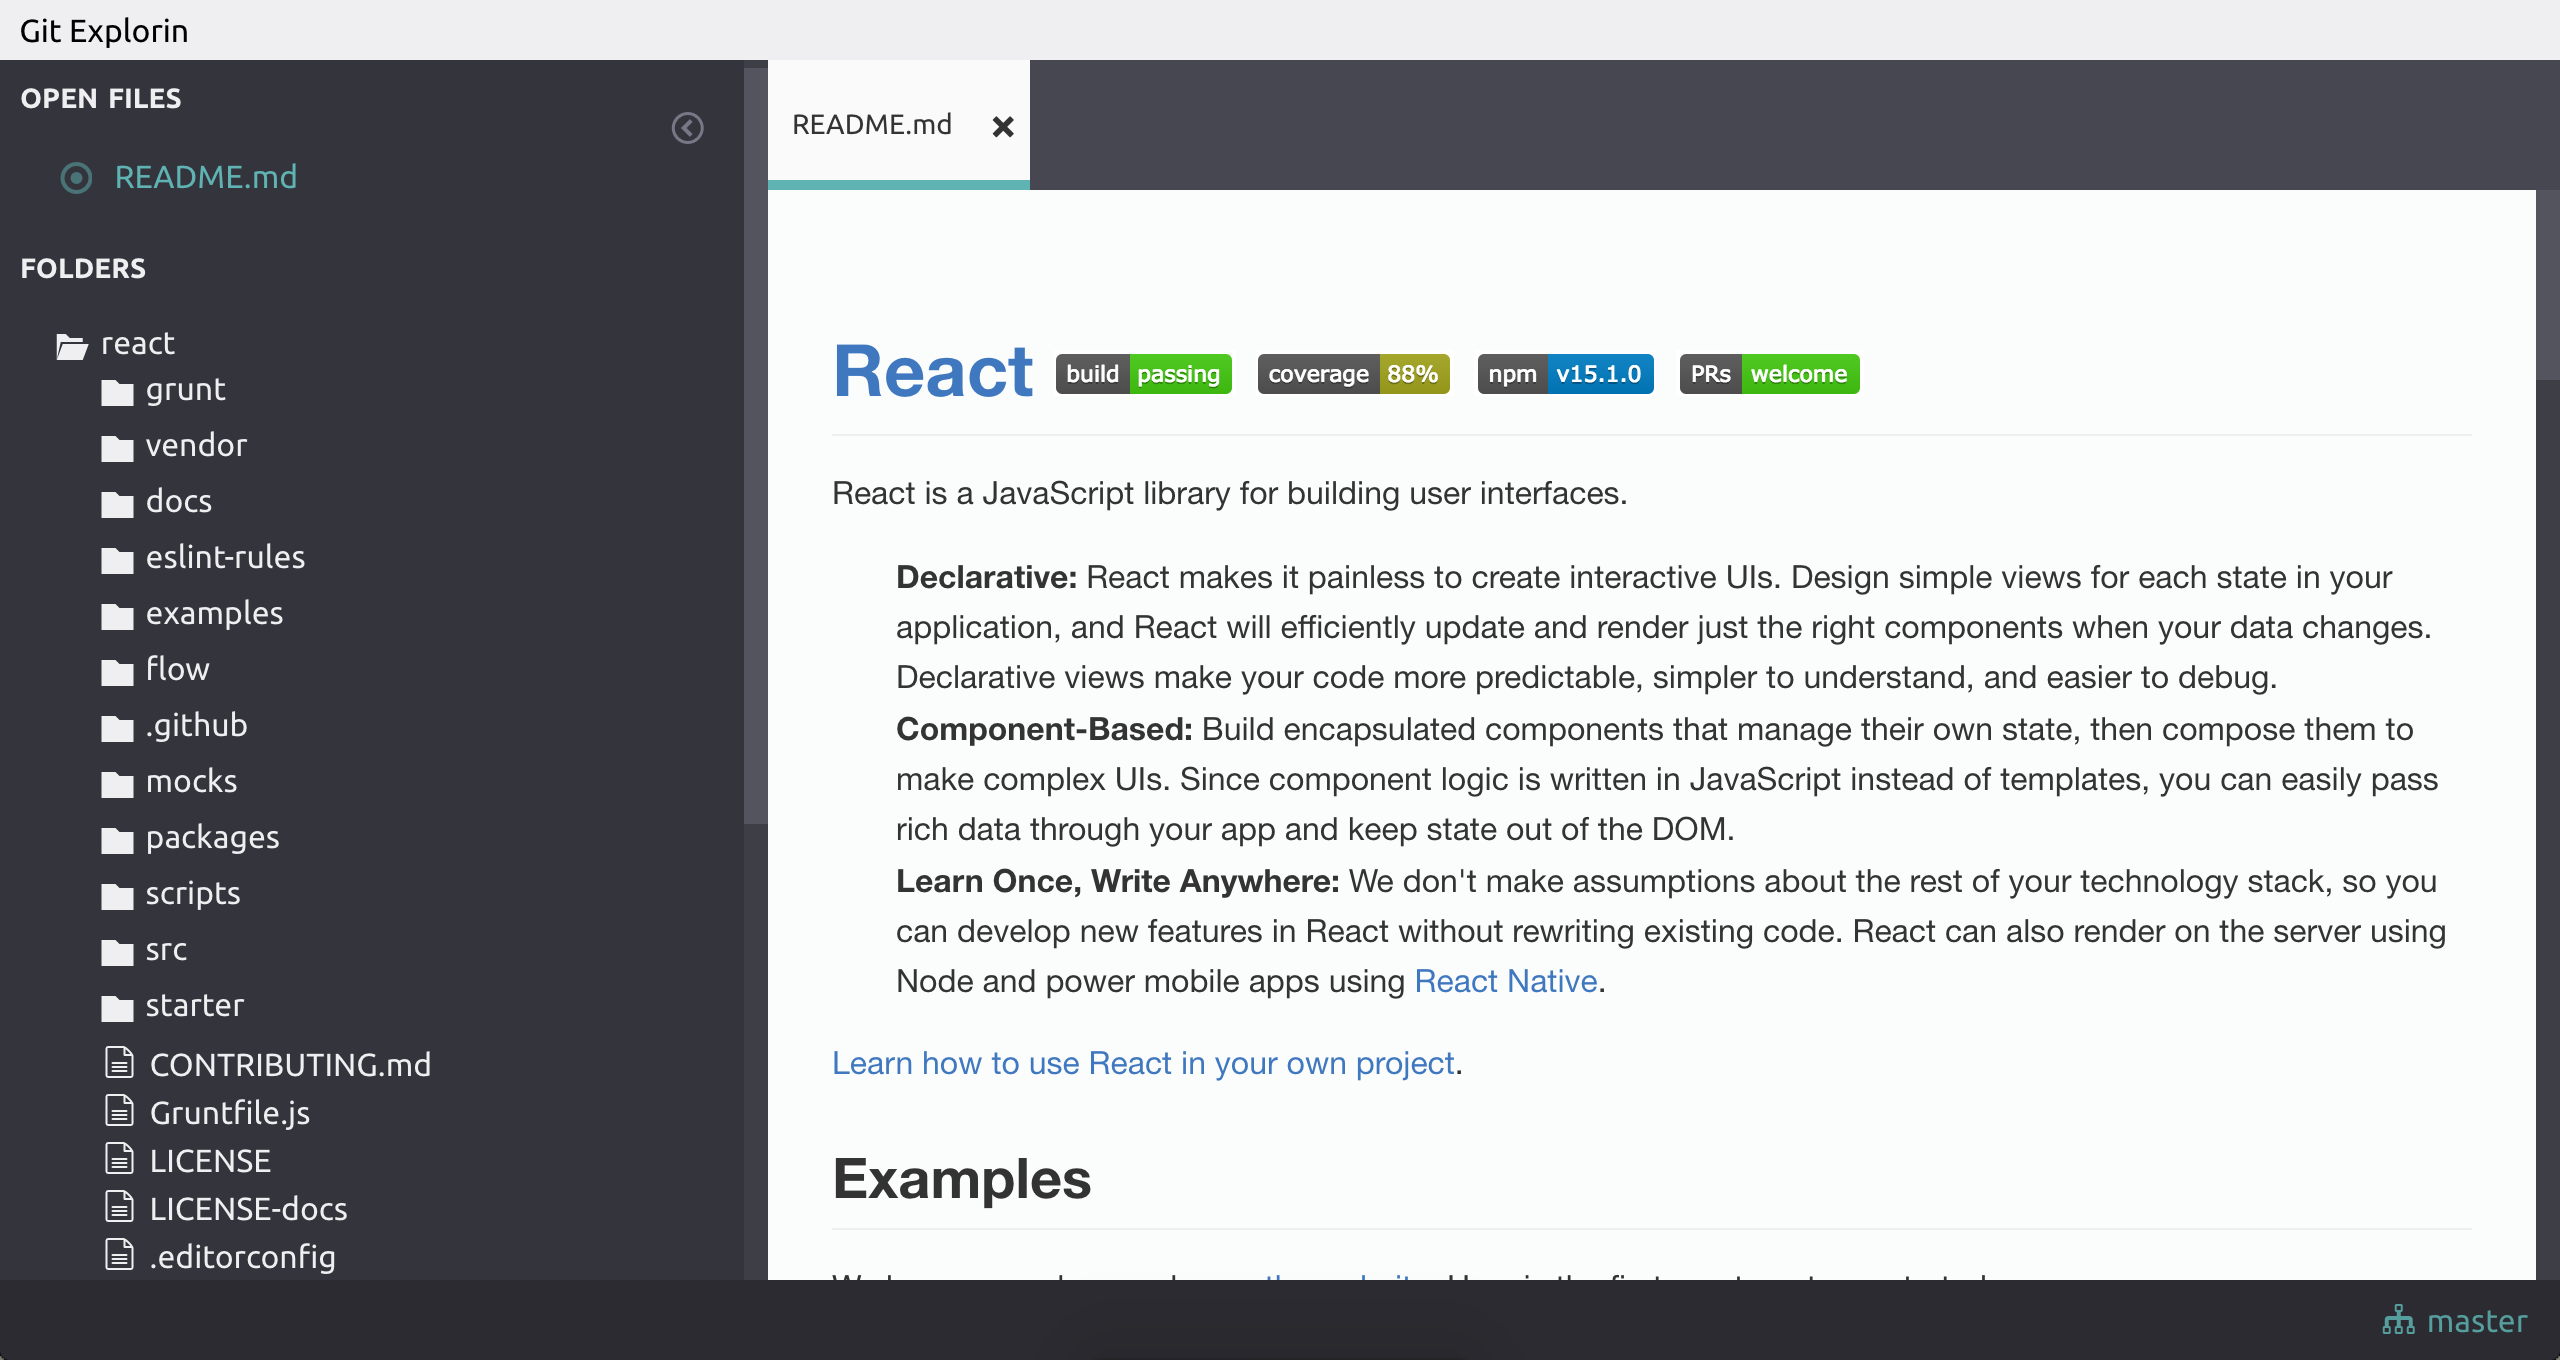 Git Explorin
OPEN FILES
README.md
FOLDERS
react
grunt
vendor
docs
eslint-rules
examples
flow
.github
mocks
packages
scripts
src
starter
CONTRIBUTING.md
Gruntfile.js
LICENSE
LICENSE-docs
.editorconfig
README.md
React build passing coverage 88% npm v15.1.0 PRs welcome
React is a JavaScript library for building user interfaces.
Declarative: React makes it painless to create interactive UIs. Design simple views for each state in your
application, and React will efficiently update and render just the right components when your data changes.
Declarative views make your code more predictable, simpler to understand, and easier to debug.
Component-Based: Build encapsulated components that manage their own state, then compose them to
make complex UIs. Since component logic is written in JavaScript instead of templates, you can easily pass
rich data through your app and keep state out of the DOM.
Learn Once, Write Anywhere: We don't make assumptions about the rest of your technology stack, so you
can develop new features in React without rewriting existing code. React can also render on the server using
Node and power mobile apps using React Native.
Learn how to use React in your own project.
Examples
master